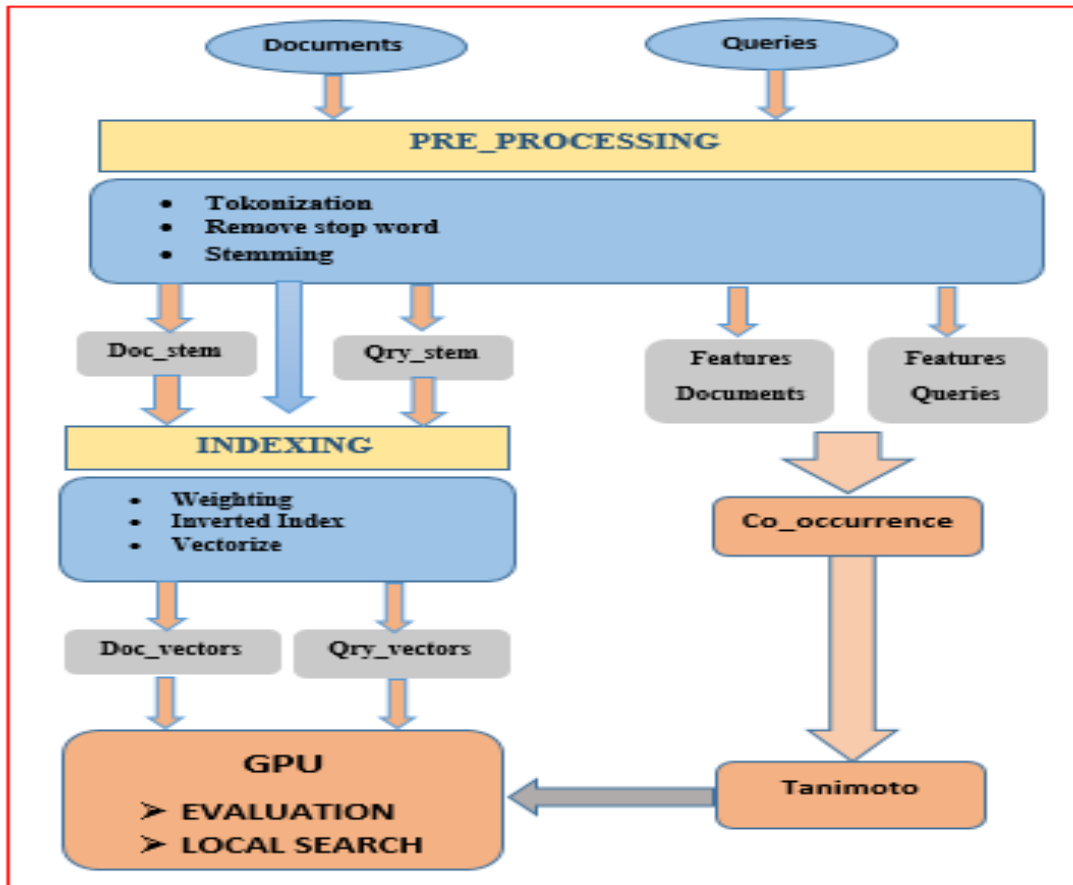 Documents
Queries
PRE_PROCESSING
• Tokonization
• Remove stop word
• Stemming
Doc_stem
Qry_stem
Features
Documents
Features
Queries
INDEXING
• Weighting
• Inverted Index
• Vectorize
Co_occurrence
Doc_vectors
Qry_vectors
GPU
➢ EVALUATION
➢ LOCAL SEARCH
Tanimoto